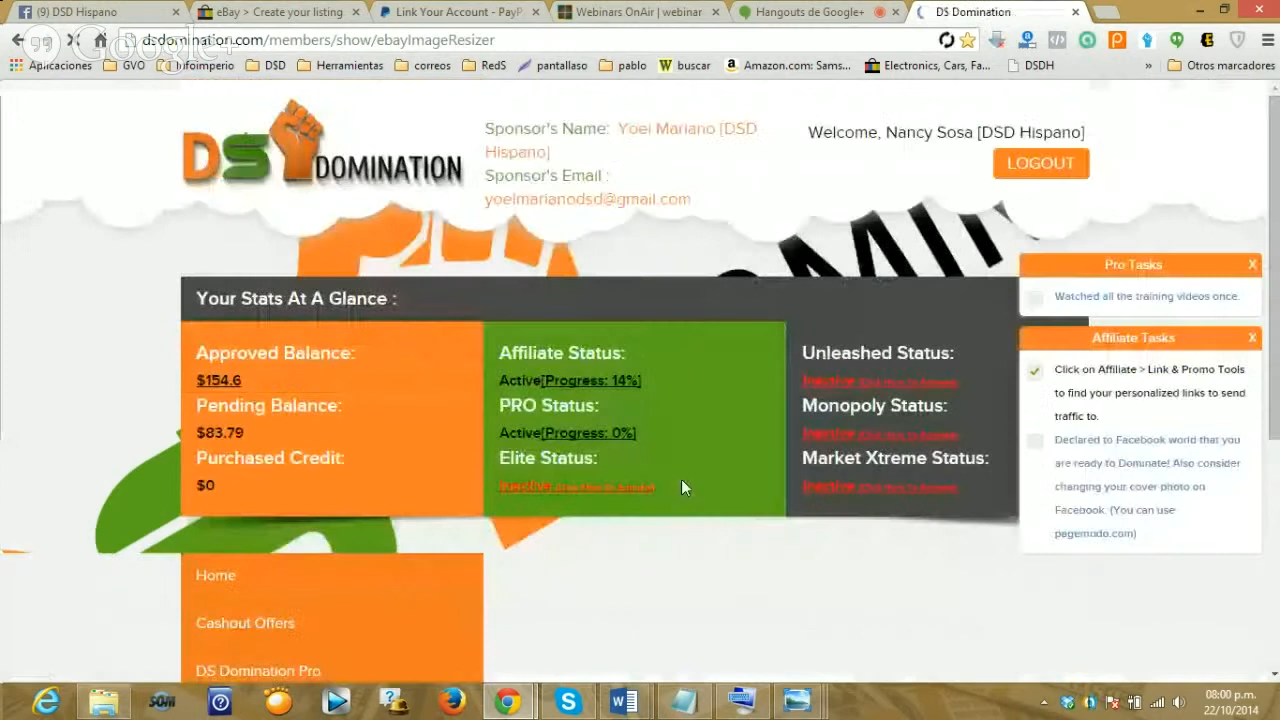 (9) DSD Hispano
eBay > Create your listing
Link Your Account - PayP
Webinars OnAir | webinar
Hangouts de Google+
DS Domination
Google+
dsdomination.com/members/show/ebayImageResizer
Aplicaciones
GVO
Infoimperio
DSD
Herramientas
correos
RedS
pantallaso
pablo
buscar
Amazon.com: Sams...
Electronics, Cars, Fa...
DSDH
»
Otros marcadores
DS DOMINATION
Sponsor's Name: Yoel Mariano [DSD
Hispano]
Sponsor's Email :
yoelmarianodsd@gmail.com
Welcome, Nancy Sosa [DSD Hispano]
LOGOUT
Your Stats At A Glance :
Approved Balance:
$154.6
Pending Balance:
$83.79
Purchased Credit:
$0
Affiliate Status:
Active[Progress: 14%]
PRO Status:
Active[Progress: 0%]
Elite Status:
Inactive
Unleashed Status:
Inactive
Monopoly Status:
Inactive
Market Xtreme Status:
Inactive
Pro Tasks X
Watched all the training videos once.
Affiliate Tasks X
Click on Affiliate > Link & Promo Tools
to find your personalized links to send
traffic to.
Declared to Facebook world that you
are ready to Dominate! Also consider
changing your cover photo on
Facebook. (You can use
pagemodo.com)
Home
Cashout Offers
DS Domination Pro
SOM
08:00 p.m.
22/10/2014